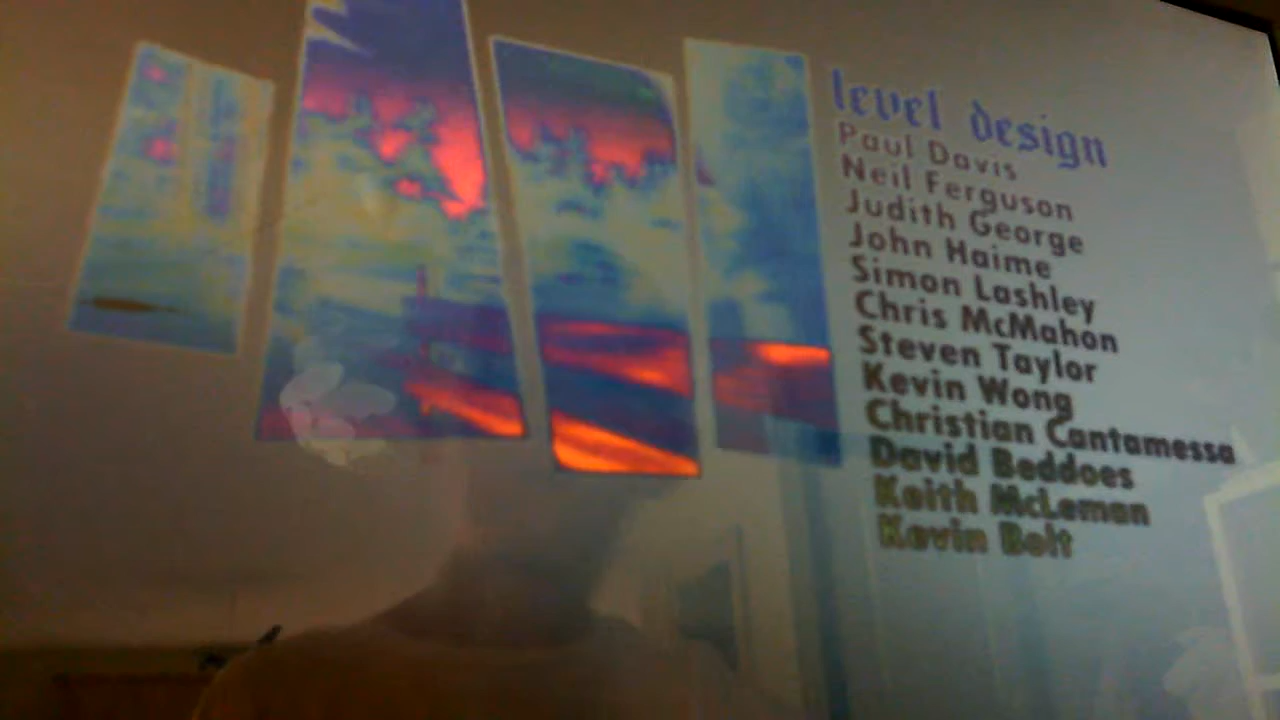 level design
Paul Davis
Neil Ferguson
Judith George
John Haime
Simon Lashley
Chris McMahon
Steven Taylor
Kevin Wong
Christian Cantamessa
David Beddoes
Keith McLeman
Kevin Bolt